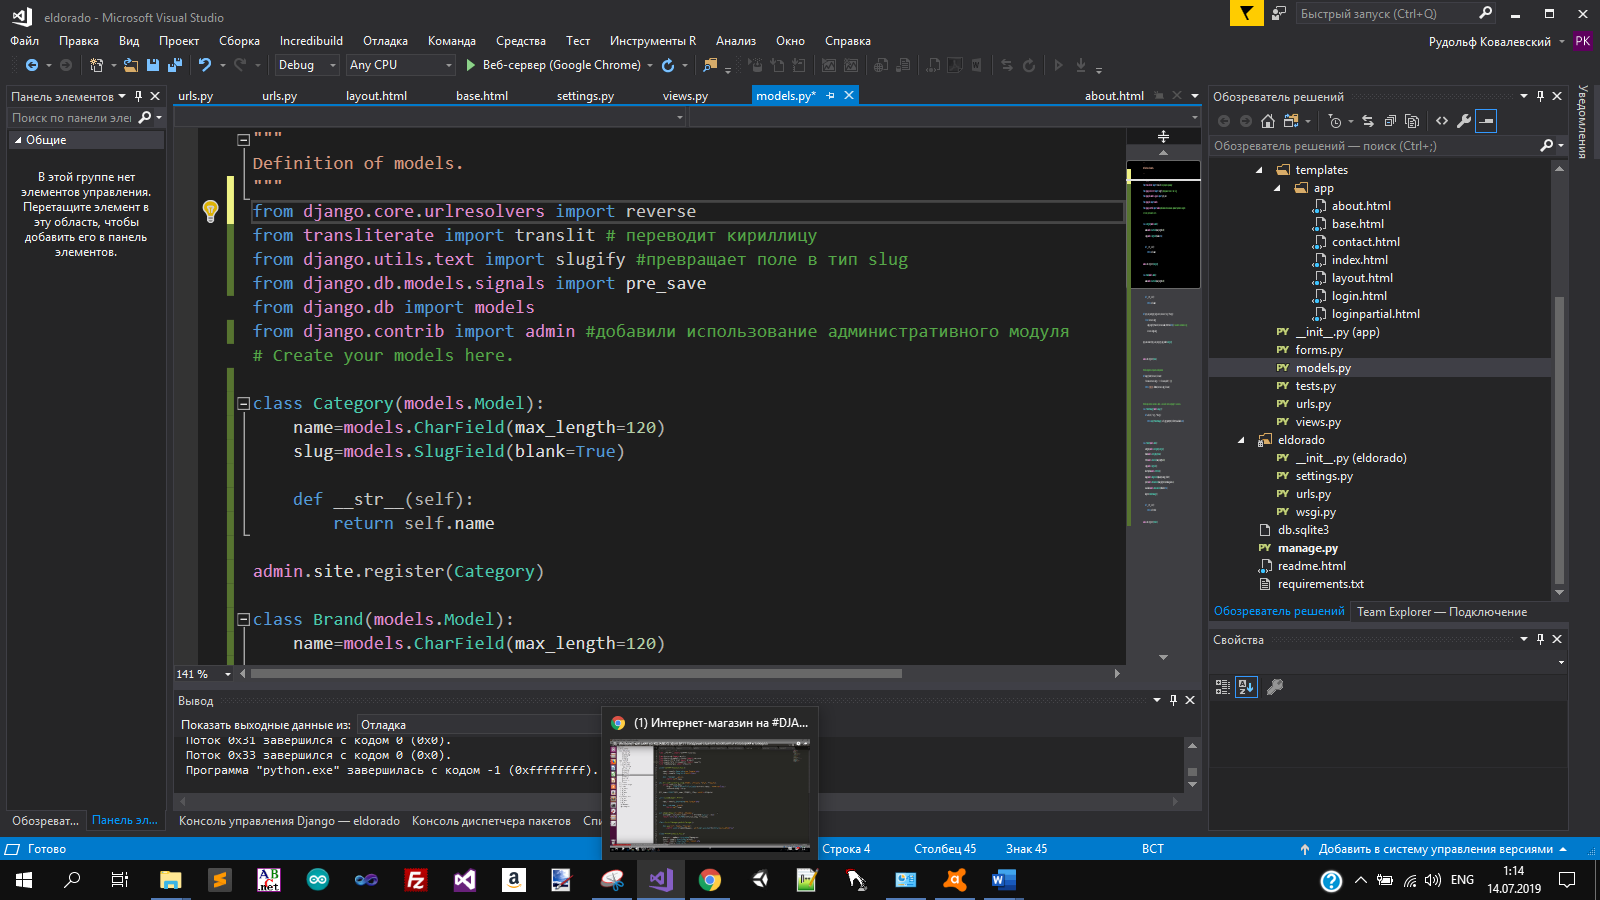 eldorado - Microsoft Visual Studio
Быстрый запуск (Ctrl+Q)
Файл Правка Вид Проект Сборка Incredibuild Отладка Команда Средства Тест Инструменты R Анализ Окно Справка
Рудольф Ковалевский PK
Debug Any CPU Веб-сервер (Google Chrome)
Панель элементов
urls.py urls.py layout.html base.html settings.py views.py models.py* about.html
Обозреватель решений
Уведомления
Общие
В этой группе нет
элементов управления.
Перетащите элемент в
эту область, чтобы
добавить его в панель
элементов.
"""
Definition of models.
"""
from django.core.urlresolvers import reverse
from transliterate import translit # переводит кириллицу
from django.utils.text import slugify #превращает поле в тип slug
from django.db.models.signals import pre_save
from django.db import models
from django.contrib import admin #добавили использование административного модуля
# Create your models here.
class Category(models.Model):
name=models.CharField(max_length=120)
slug=models.SlugField(blank=True)
def __str__(self):
return self.name
admin.site.register(Category)
class Brand(models.Model):
name=models.CharField(max_length=120)
141 %
Обозреватель решений — поиск (Ctrl+;)
templates
app
about.html
base.html
contact.html
index.html
layout.html
login.html
loginpartial.html
__init__.py (app)
forms.py
models.py
tests.py
urls.py
views.py
eldorado
__init__.py (eldorado)
settings.py
urls.py
wsgi.py
db.sqlite3
manage.py
readme.html
requirements.txt
Обозреватель решений Team Explorer — Подключение
Свойства
Вывод
Показать выходные данные из: Отладка
Поток 0x31 завершился с кодом 0 (0x0).
Поток 0x33 завершился с кодом 0 (0x0).
Программа "python.exe" завершилась с кодом -1 (0xffffffff).
(1) Интернет-магазин на #DJA...
Обозреват... Панель эл... Консоль управления Django — eldorado Консоль диспетчера пакетов
Готово Строка 4 Столбец 45 Знак 45 ВСТ Добавить в систему управления версиями
ENG
1:14
14.07.2019